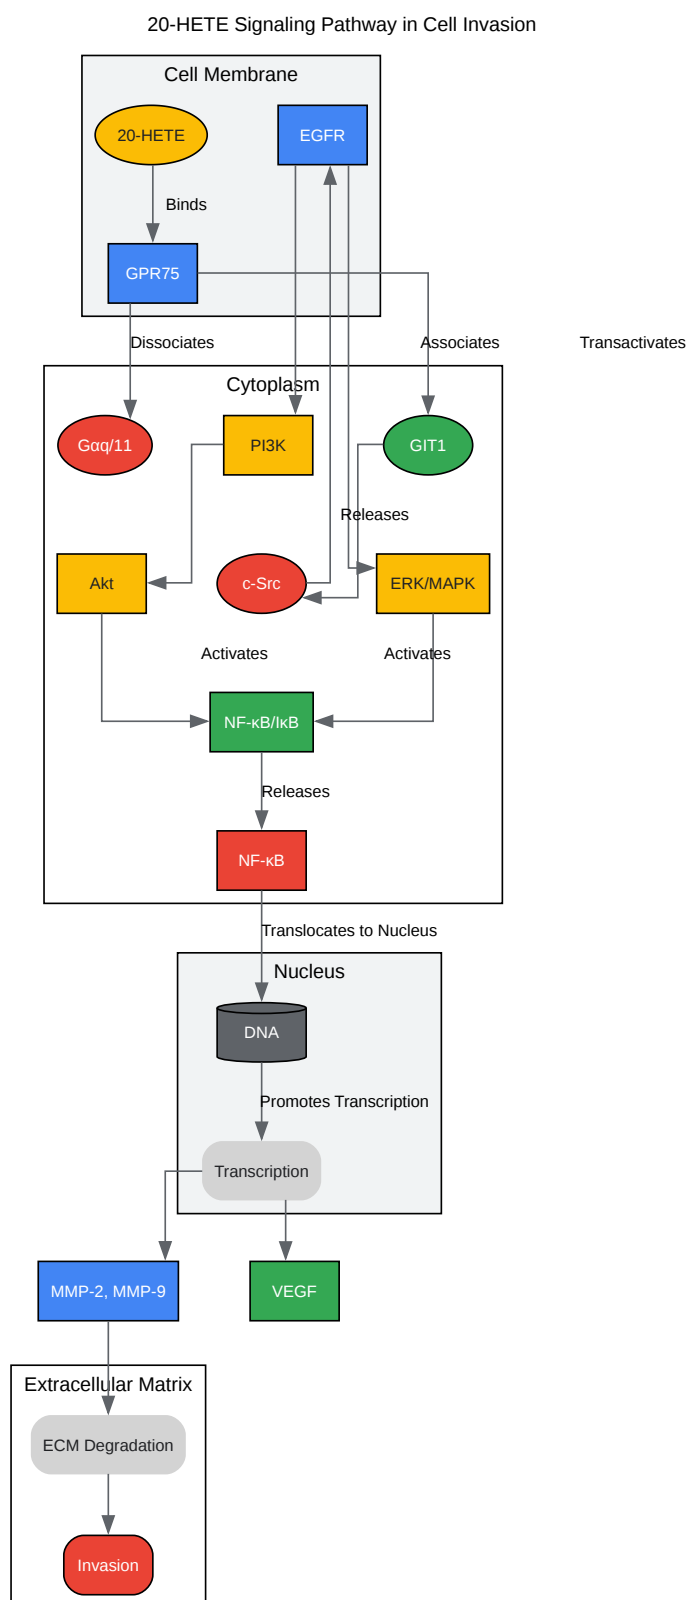 20-HETE Signaling Pathway in Cell Invasion
Cell Membrane
20-HETE
EGFR
Binds
GPR75
Dissociates
Associates
Transactivates
Cytoplasm
Gαq/11
PI3K
GIT1
Releases
Akt
c-Src
ERK/MAPK
Activates
Activates
NF-κB/IκB
Releases
NF-κB
Translocates to Nucleus
Nucleus
DNA
Promotes Transcription
Transcription
MMP-2, MMP-9
VEGF
Extracellular Matrix
ECM Degradation
Invasion